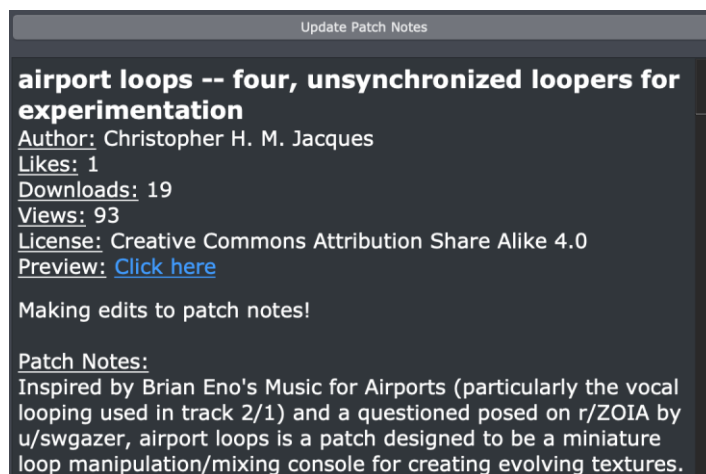 Update Patch Notes
airport loops -- four, unsynchronized loopers for
experimentation
Author: Christopher H. M. Jacques
Likes: 1
Downloads: 19
Views: 93
License: Creative Commons Attribution Share Alike 4.0
Preview: Click here
Making edits to patch notes!
Patch Notes:
Inspired by Brian Eno's Music for Airports (particularly the vocal
looping used in track 2/1) and a questioned posed on r/ZOIA by
u/swgazer, airport loops is a patch designed to be a miniature
loop manipulation/mixing console for creating evolving textures.